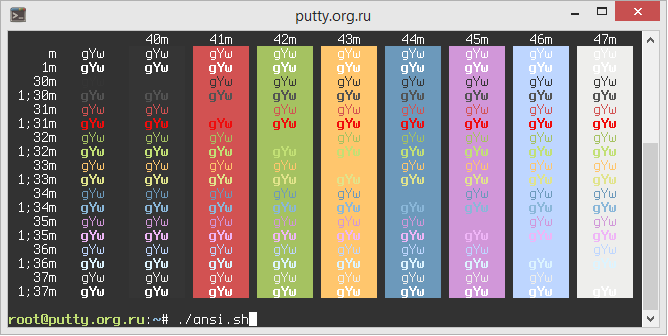 putty.org.ru
40m 41m 42m 43m 44m 45m 46m 47m
m gYw gYw gYw gYw gYw gYw gYw gYw gYw
1m gYw gYw gYw gYw gYw gYw gYw gYw gYw
30m gYw gYw gYw gYw gYw gYw gYw
1;30m gYw gYw gYw gYw gYw gYw gYw gYw gYw
31m gYw gYw gYw gYw gYw gYw gYw gYw
1;31m gYw gYw gYw gYw gYw gYw gYw gYw gYw
32m gYw gYw gYw gYw gYw gYw gYw gYw
1;32m gYw gYw gYw gYw gYw gYw gYw gYw gYw
33m gYw gYw gYw gYw gYw gYw gYw gYw
1;33m gYw gYw gYw gYw gYw gYw gYw gYw gYw
34m gYw gYw gYw gYw gYw gYw gYw gYw
1;34m gYw gYw gYw gYw gYw gYw gYw gYw gYw
35m gYw gYw gYw gYw gYw gYw gYw gYw
1;35m gYw gYw gYw gYw gYw gYw gYw gYw gYw
36m gYw gYw gYw gYw gYw gYw gYw gYw
1;36m gYw gYw gYw gYw gYw gYw gYw gYw gYw
37m gYw gYw gYw gYw gYw gYw gYw gYw
1;37m gYw gYw gYw gYw gYw gYw gYw gYw gYw
root@putty.org.ru:~# ./ansi.sh